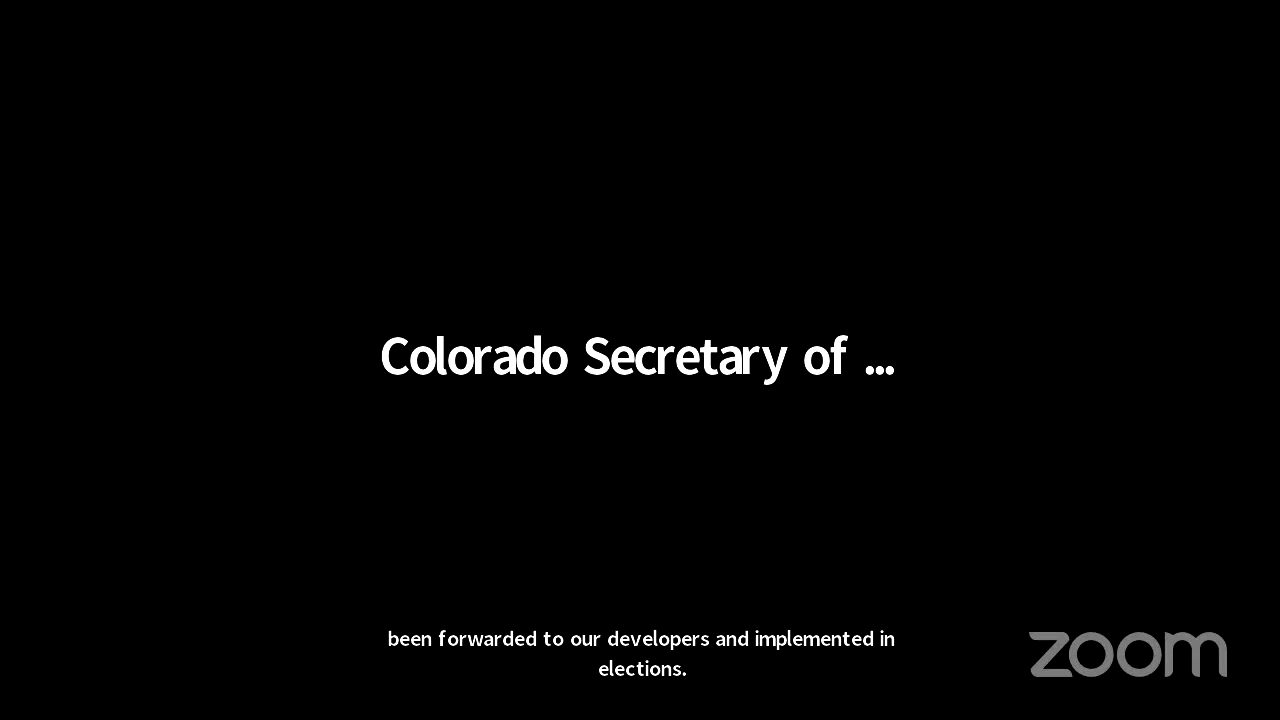 Colorado Secretary of ...
been forwarded to our developers and implemented in
elections.
zoom